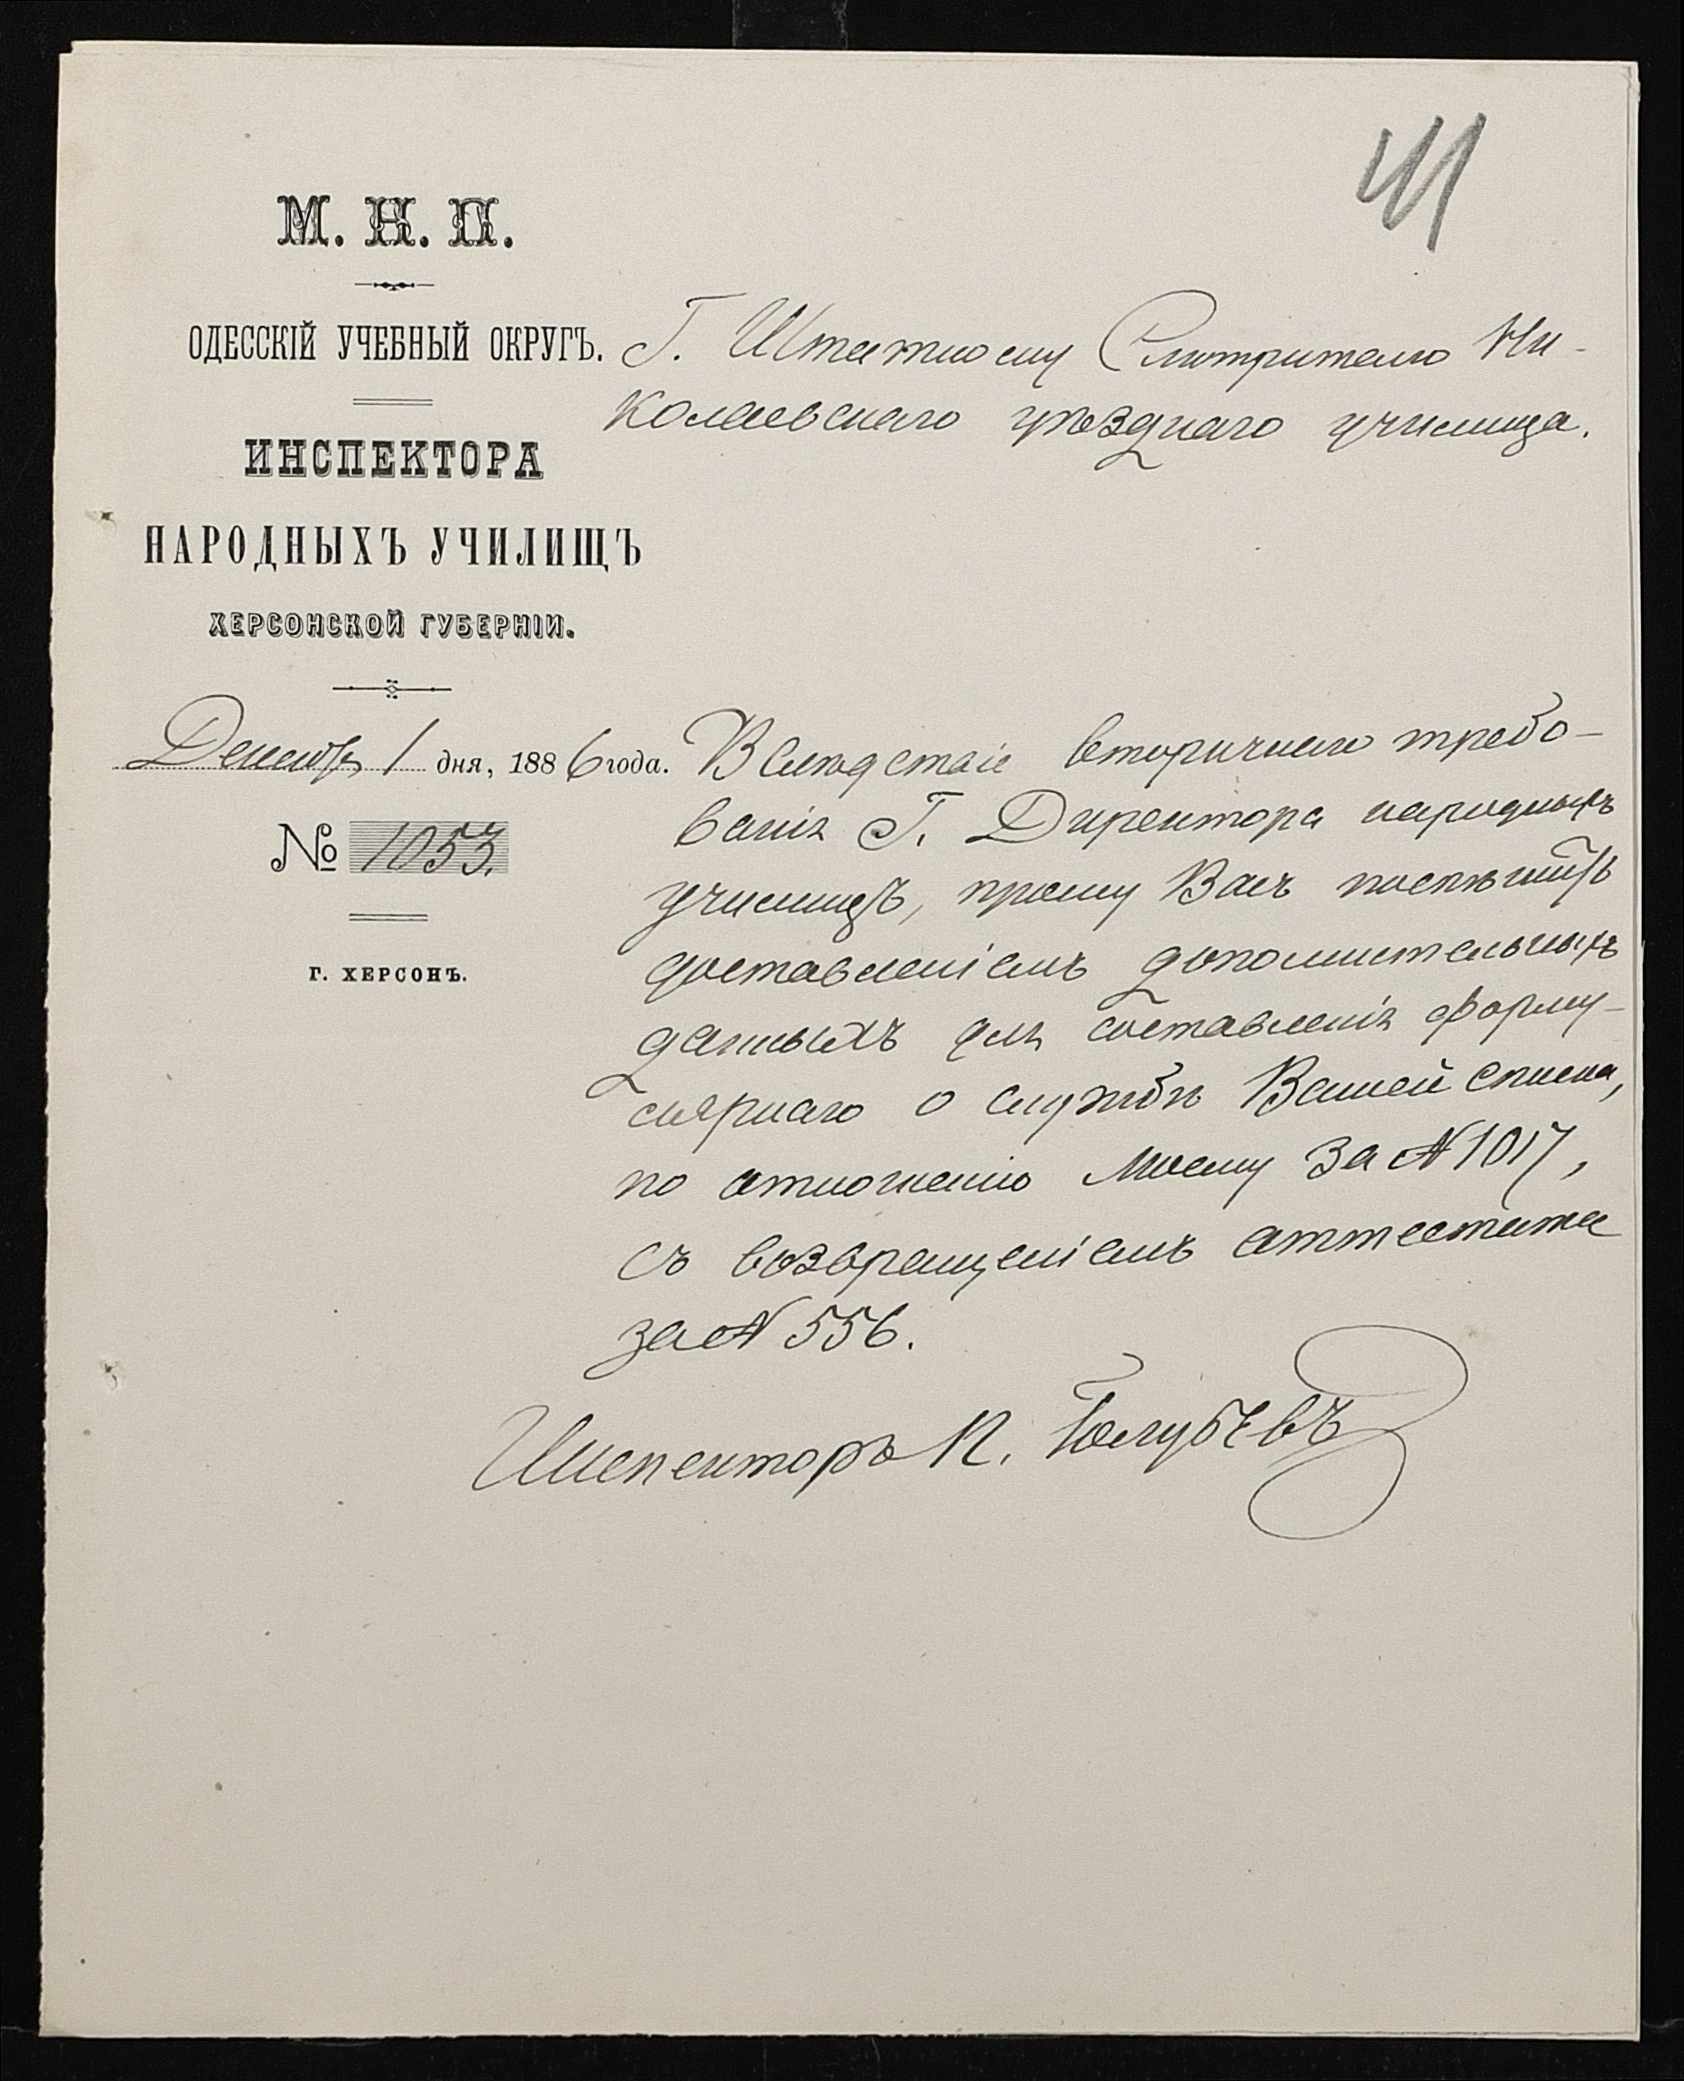 41
М. Н. П.
ОДЕССКІЙ УЧЕБНЫЙ ОКРУГЪ.
ИНСПЕКТОРА
НАРОДНЫХЪ УЧИЛИЩЪ
ХЕРСОНСКОЙ ГУБЕРНІИ.
Декабр 1 дня, 1886 года.
№ 1053.
Г. ХЕРСОНЪ.
Г. Штатному Смотрителю Ни-
колаевскаго уѣзднаго училища.
Вслѣдствіе вторичнаго требо-
ванія Г. Директора народныхъ
училищъ, прошу Васъ поспѣшить
доставленіемъ дополнительныхъ
данныхъ для составленія форму-
лярнаго о службѣ Вашей списка,
по отношенію моему за № 1017,
съ возвращеніемъ аттестата
за № 556.
Инспекторъ П. Голубевъ